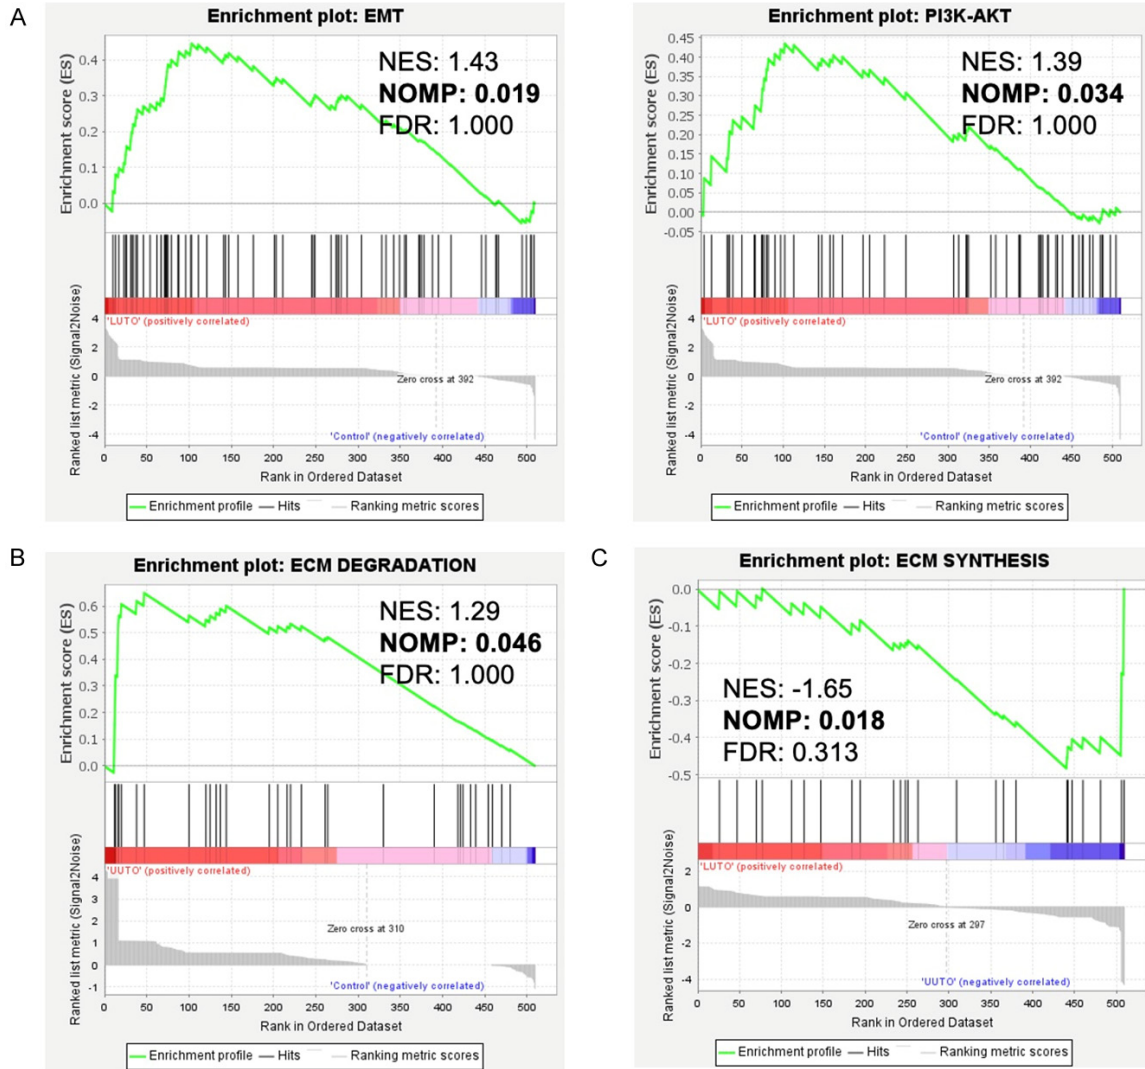 A
Enrichment plot: EMT
Enrichment score (ES)
0.4
0.3
0.2
0.1
0.0
NES: 1.43
NOMP: 0.019
FDR: 1.000
Ranked list metric (Signal2Noise)
'LUTO' (positively correlated)
4
2
0
-2
-4
Zero cross at 392
'Control' (negatively correlated)
0 50 100 150 200 250 300 350 400 450 500
Rank in Ordered Dataset
Enrichment profile Hits Ranking metric scores
Enrichment plot: PI3K-AKT
Enrichment score (ES)
0.45
0.40
0.35
0.30
0.25
0.20
0.15
0.10
0.05
0.00
-0.05
NES: 1.39
NOMP: 0.034
FDR: 1.000
Ranked list metric (Signal2Noise)
'LUTO' (positively correlated)
4
2
0
-2
-4
Zero cross at 392
'Control' (negatively correlated)
0 50 100 150 200 250 300 350 400 450 500
Rank in Ordered Dataset
Enrichment profile Hits Ranking metric scores
B
Enrichment plot: ECM DEGRADATION
Enrichment score (ES)
0.6
0.5
0.4
0.3
0.2
0.1
0.0
NES: 1.29
NOMP: 0.046
FDR: 1.000
Ranked list metric (Signal2Noise)
'UUTO' (positively correlated)
4
3
2
1
0
-1
Zero cross at 310
'Control' (negatively correlated)
0 50 100 150 200 250 300 350 400 450 500
Rank in Ordered Dataset
Enrichment profile Hits Ranking metric scores
C
Enrichment plot: ECM SYNTHESIS
Enrichment score (ES)
0.0
-0.1
-0.2
-0.3
-0.4
-0.5
NES: -1.65
NOMP: 0.018
FDR: 0.313
Ranked list metric (Signal2Noise)
'LUTO' (positively correlated)
2
0
-2
-4
Zero cross at 297
'UUTO' (negatively correlated)
0 50 100 150 200 250 300 350 400 450 500
Rank in Ordered Dataset
Enrichment profile Hits Ranking metric scores